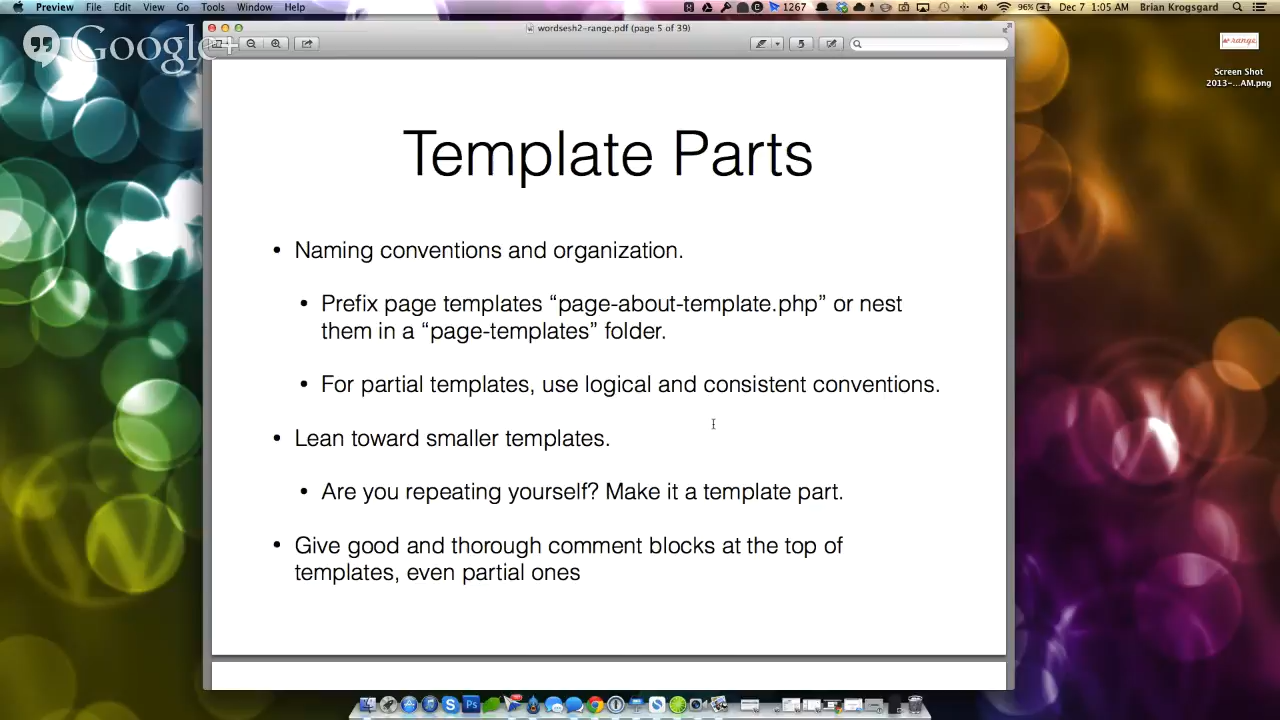 Preview File Edit View Go Tools Window Help 1267 96% Dec 7 1:05 AM Brian Krogsgard
Google+
wordsesh2-range.pdf (page 5 of 39)
range
Screen Shot
2013-...AM.png
Template Parts
• Naming conventions and organization.
• Prefix page templates “page-about-template.php” or nest
them in a “page-templates” folder.
• For partial templates, use logical and consistent conventions.
• Lean toward smaller templates.
• Are you repeating yourself? Make it a template part.
• Give good and thorough comment blocks at the top of
templates, even partial ones